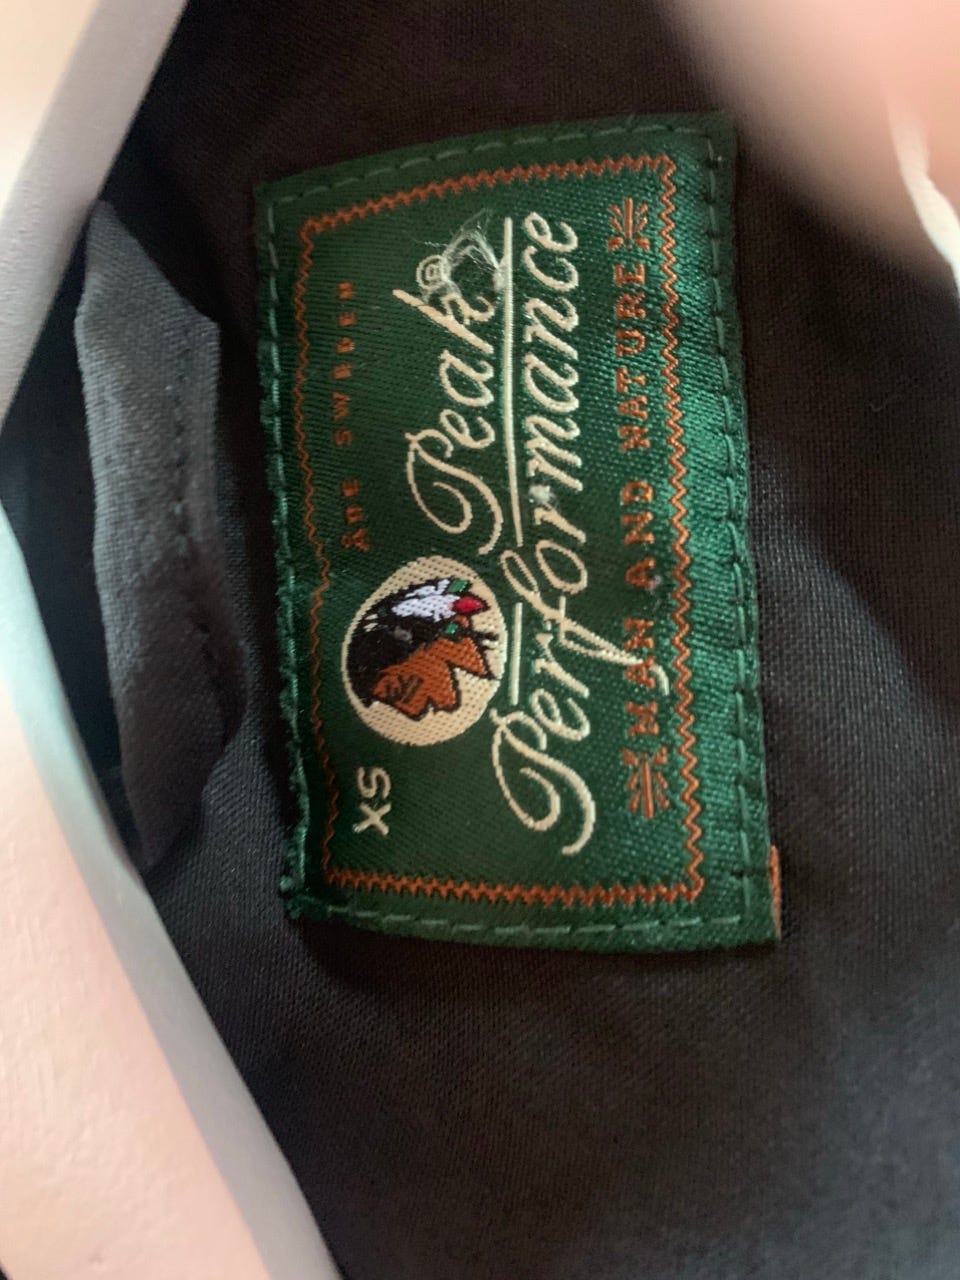 ÅRE SWEDEN
XS
Peak®
Performance
MAN AND NATURE